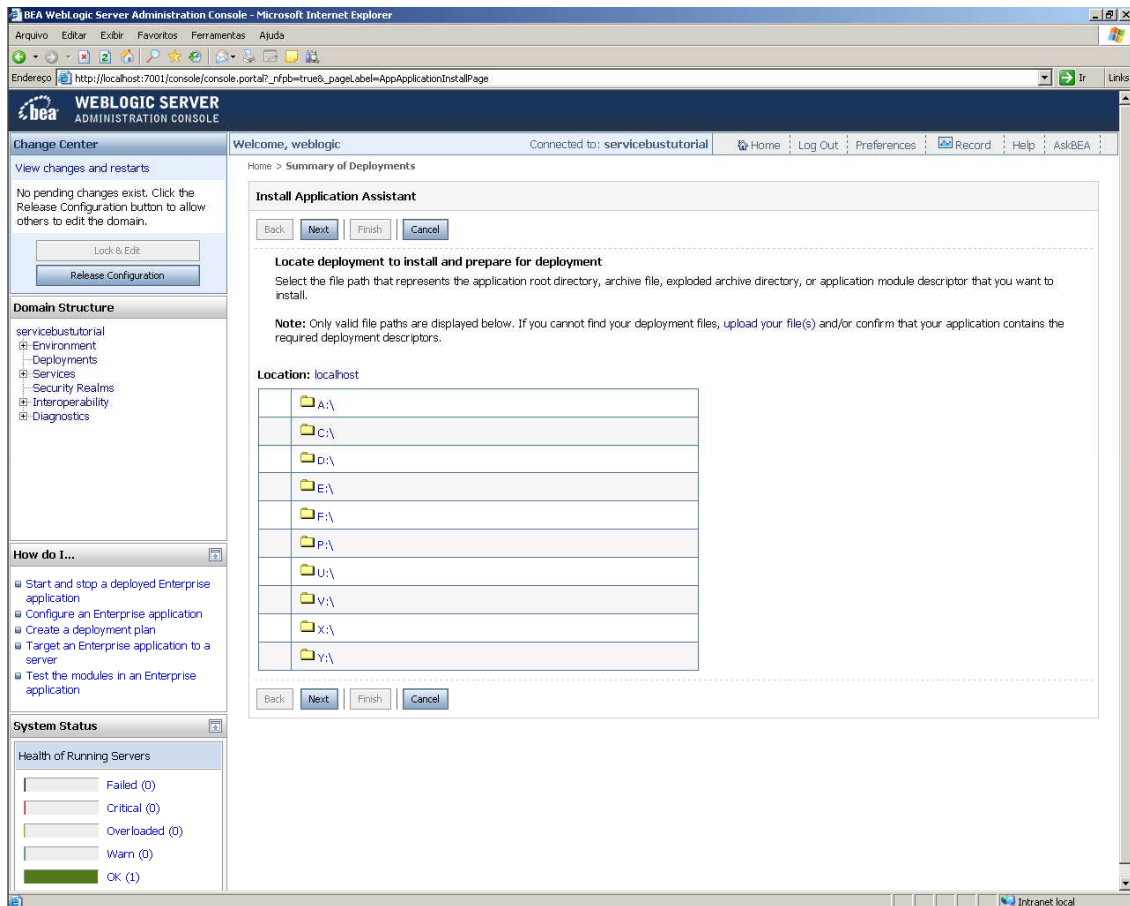 BEA WebLogic Server Administration Console - Microsoft Internet Explorer
Arquivo Editar Exibir Favoritos Ferramentas Ajuda
Endereço http://localhost:7001/console/console.portal?_nfpb=true&_pageLabel=AppApplicationInstallPage Ir Links
bea WEBLOGIC SERVER
ADMINISTRATION CONSOLE
Change Center
View changes and restarts
No pending changes exist. Click the
Release Configuration button to allow
others to edit the domain.
Lock & Edit
Release Configuration
Domain Structure
servicebustutorial
Environment
Deployments
Services
Security Realms
Interoperability
Diagnostics
How do I...
Start and stop a deployed Enterprise
application
Configure an Enterprise application
Create a deployment plan
Target an Enterprise application to a
server
Test the modules in an Enterprise
application
System Status
Health of Running Servers
Failed (0)
Critical (0)
Overloaded (0)
Warn (0)
OK (1)
Welcome, weblogic Connected to: servicebustutorial Home Log Out Preferences Record Help AskBEA
Home > Summary of Deployments
Install Application Assistant
Back Next Finish Cancel
Locate deployment to install and prepare for deployment
Select the file path that represents the application root directory, archive file, exploded archive directory, or application module descriptor that you want to
install.
Note: Only valid file paths are displayed below. If you cannot find your deployment files, upload your file(s) and/or confirm that your application contains the
required deployment descriptors.
Location: localhost
A:\
C:\
D:\
E:\
F:\
P:\
U:\
V:\
X:\
Y:\
Back Next Finish Cancel
Intranet local